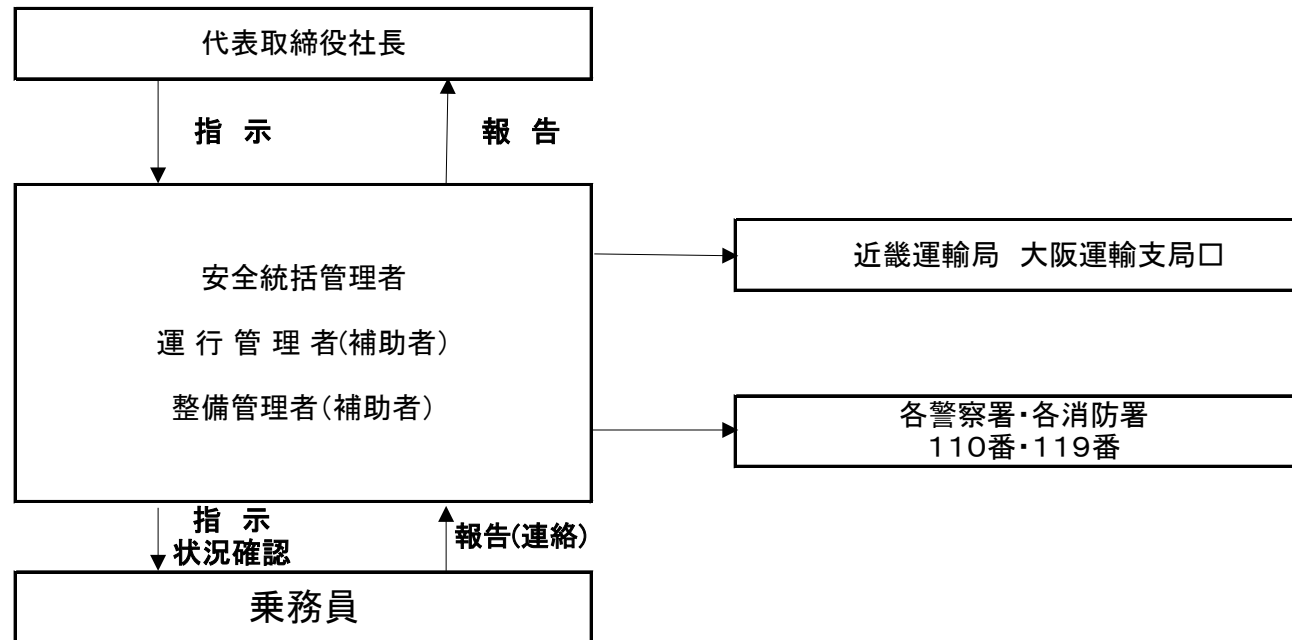 代表取締役社長
指 示
報 告
安全統括管理者
運 行 管 理 者(補助者)
整備管理者(補助者)
近畿運輸局 大阪運輸支局□
各警察署・各消防署
110番・119番
指 示
状況確認
報告(連絡)
乗務員